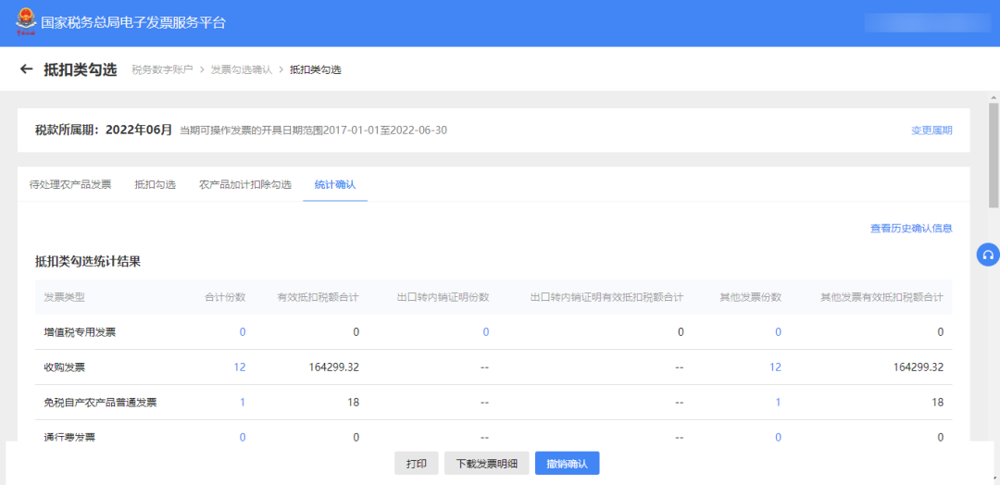 国家税务总局电子发票服务平台
抵扣类勾选 税务数字账户 > 发票勾选确认 > 抵扣类勾选
税款所属期：2022年06月 当期可操作发票的开具日期范围2017-01-01至2022-06-30 变更属期
待处理农产品发票 抵扣勾选 农产品加计扣除勾选 统计确认
查看历史确认信息
抵扣类勾选统计结果
发票类型 合计份数 有效抵扣税额合计 出口转内销证明份数 出口转内销证明有效抵扣税额合计 其他发票份数 其他发票有效抵扣税额合计
增值税专用发票 0 0 0 0 0 0
收购发票 12 164299.32 -- -- 12 164299.32
免税自产农产品普通发票 1 18 -- -- 1 18
通行费发票 0 0 -- -- 0 0
打印 下载发票明细 撤销确认